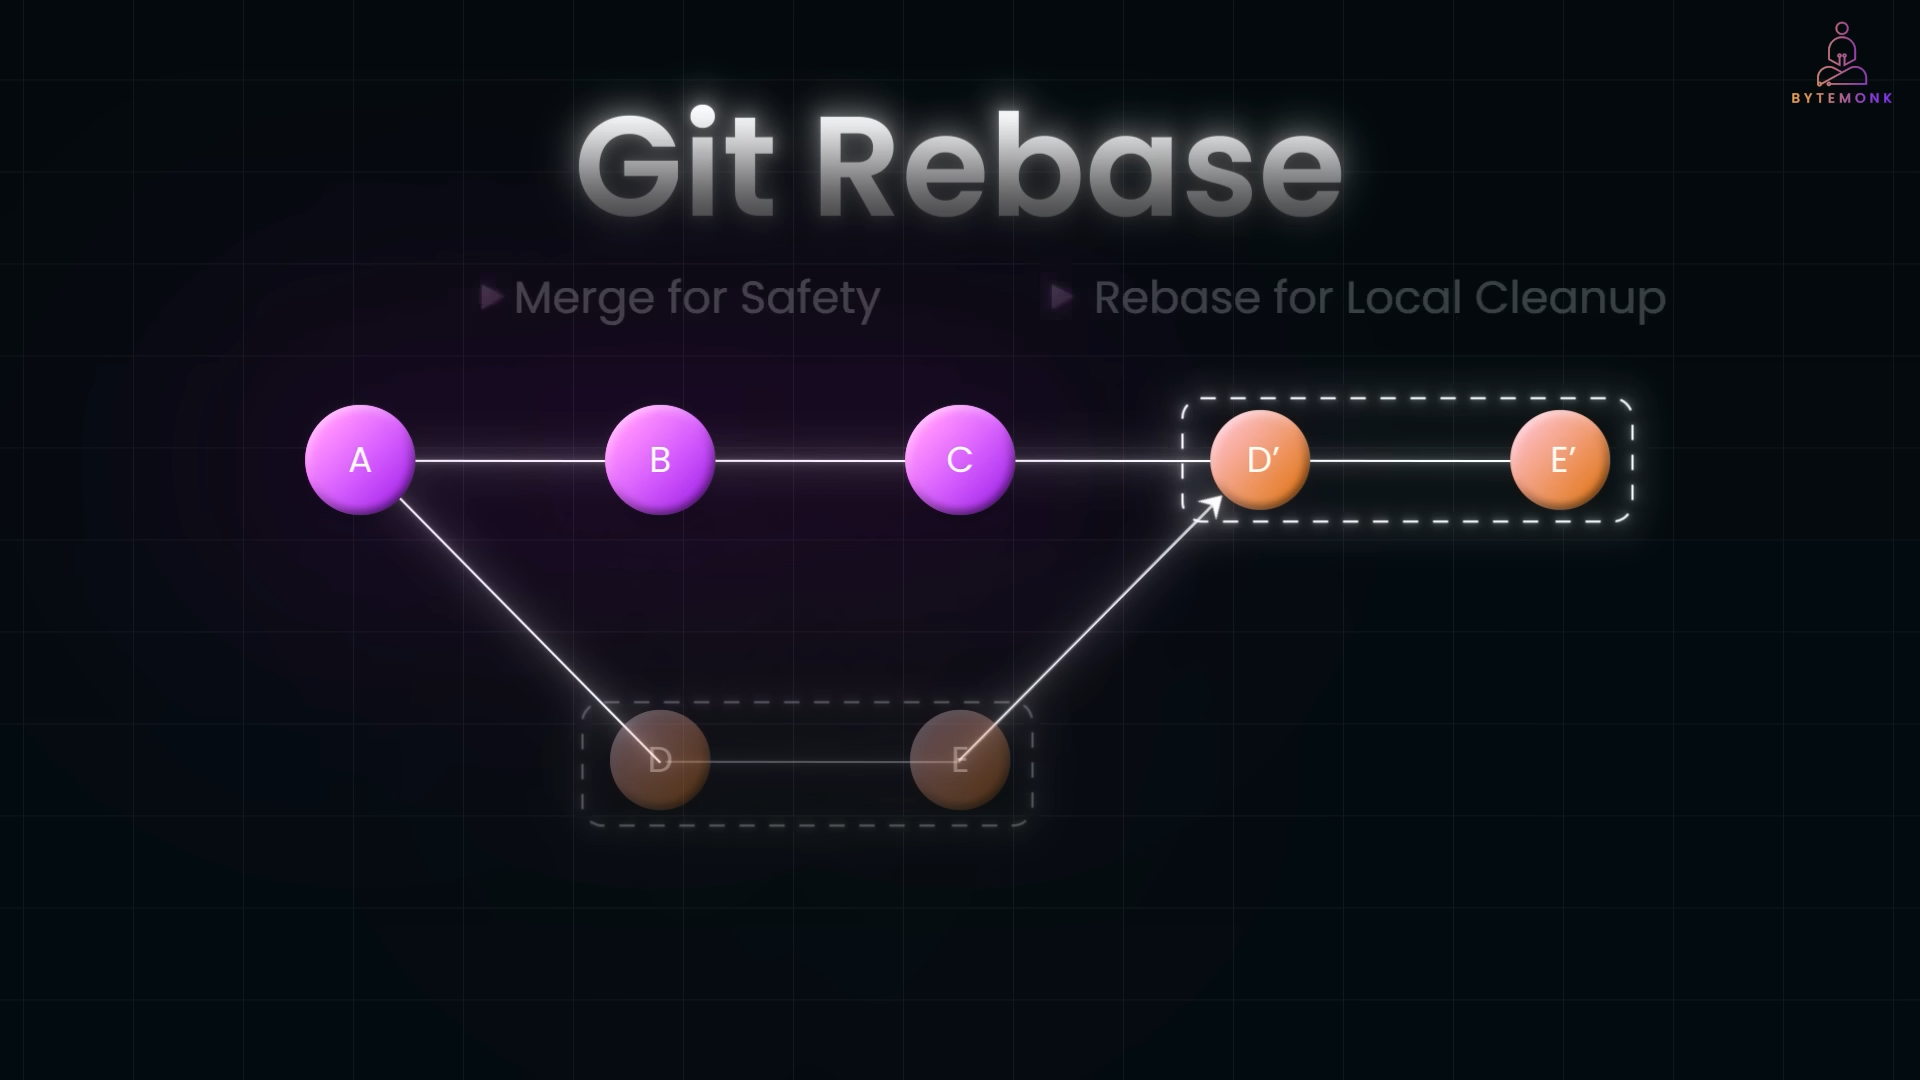 BYTEMONK
Git Rebase
Merge for Safety
Rebase for Local Cleanup
A
B
C
D’
E’
D
E